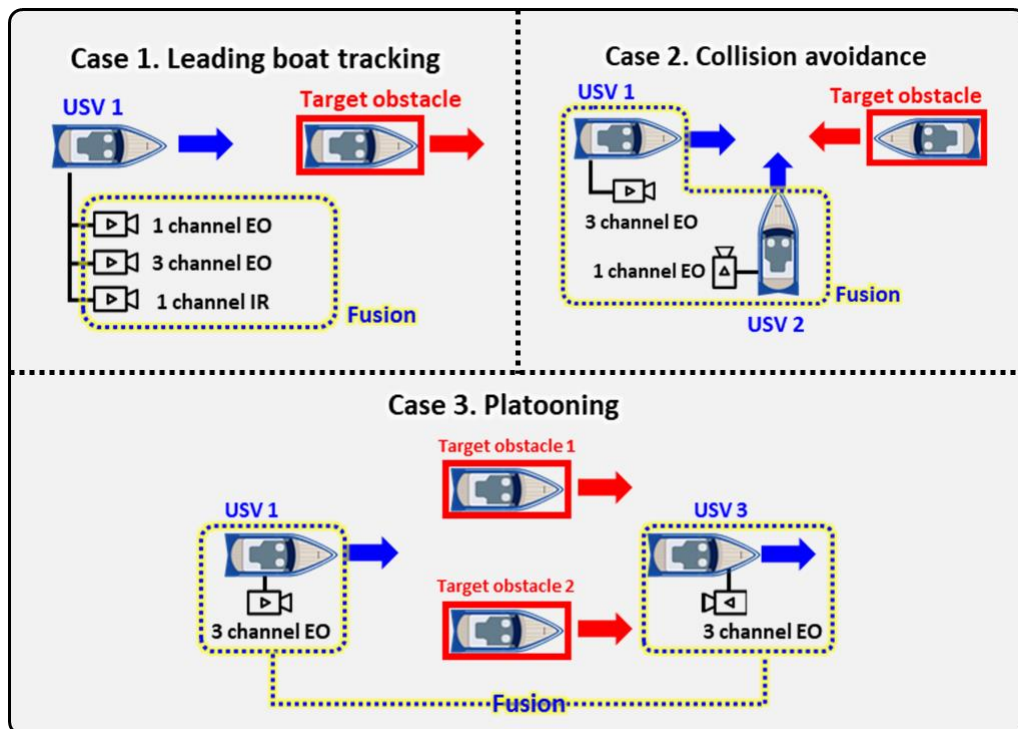 Case 1. Leading boat tracking
USV 1
Target obstacle
1 channel EO
3 channel EO
1 channel IR
Fusion
Case 2. Collision avoidance
USV 1
Target obstacle
3 channel EO
1 channel EO
Fusion
USV 2
Case 3. Platooning
Target obstacle 1
USV 1
USV 3
Target obstacle 2
3 channel EO
3 channel EO
Fusion